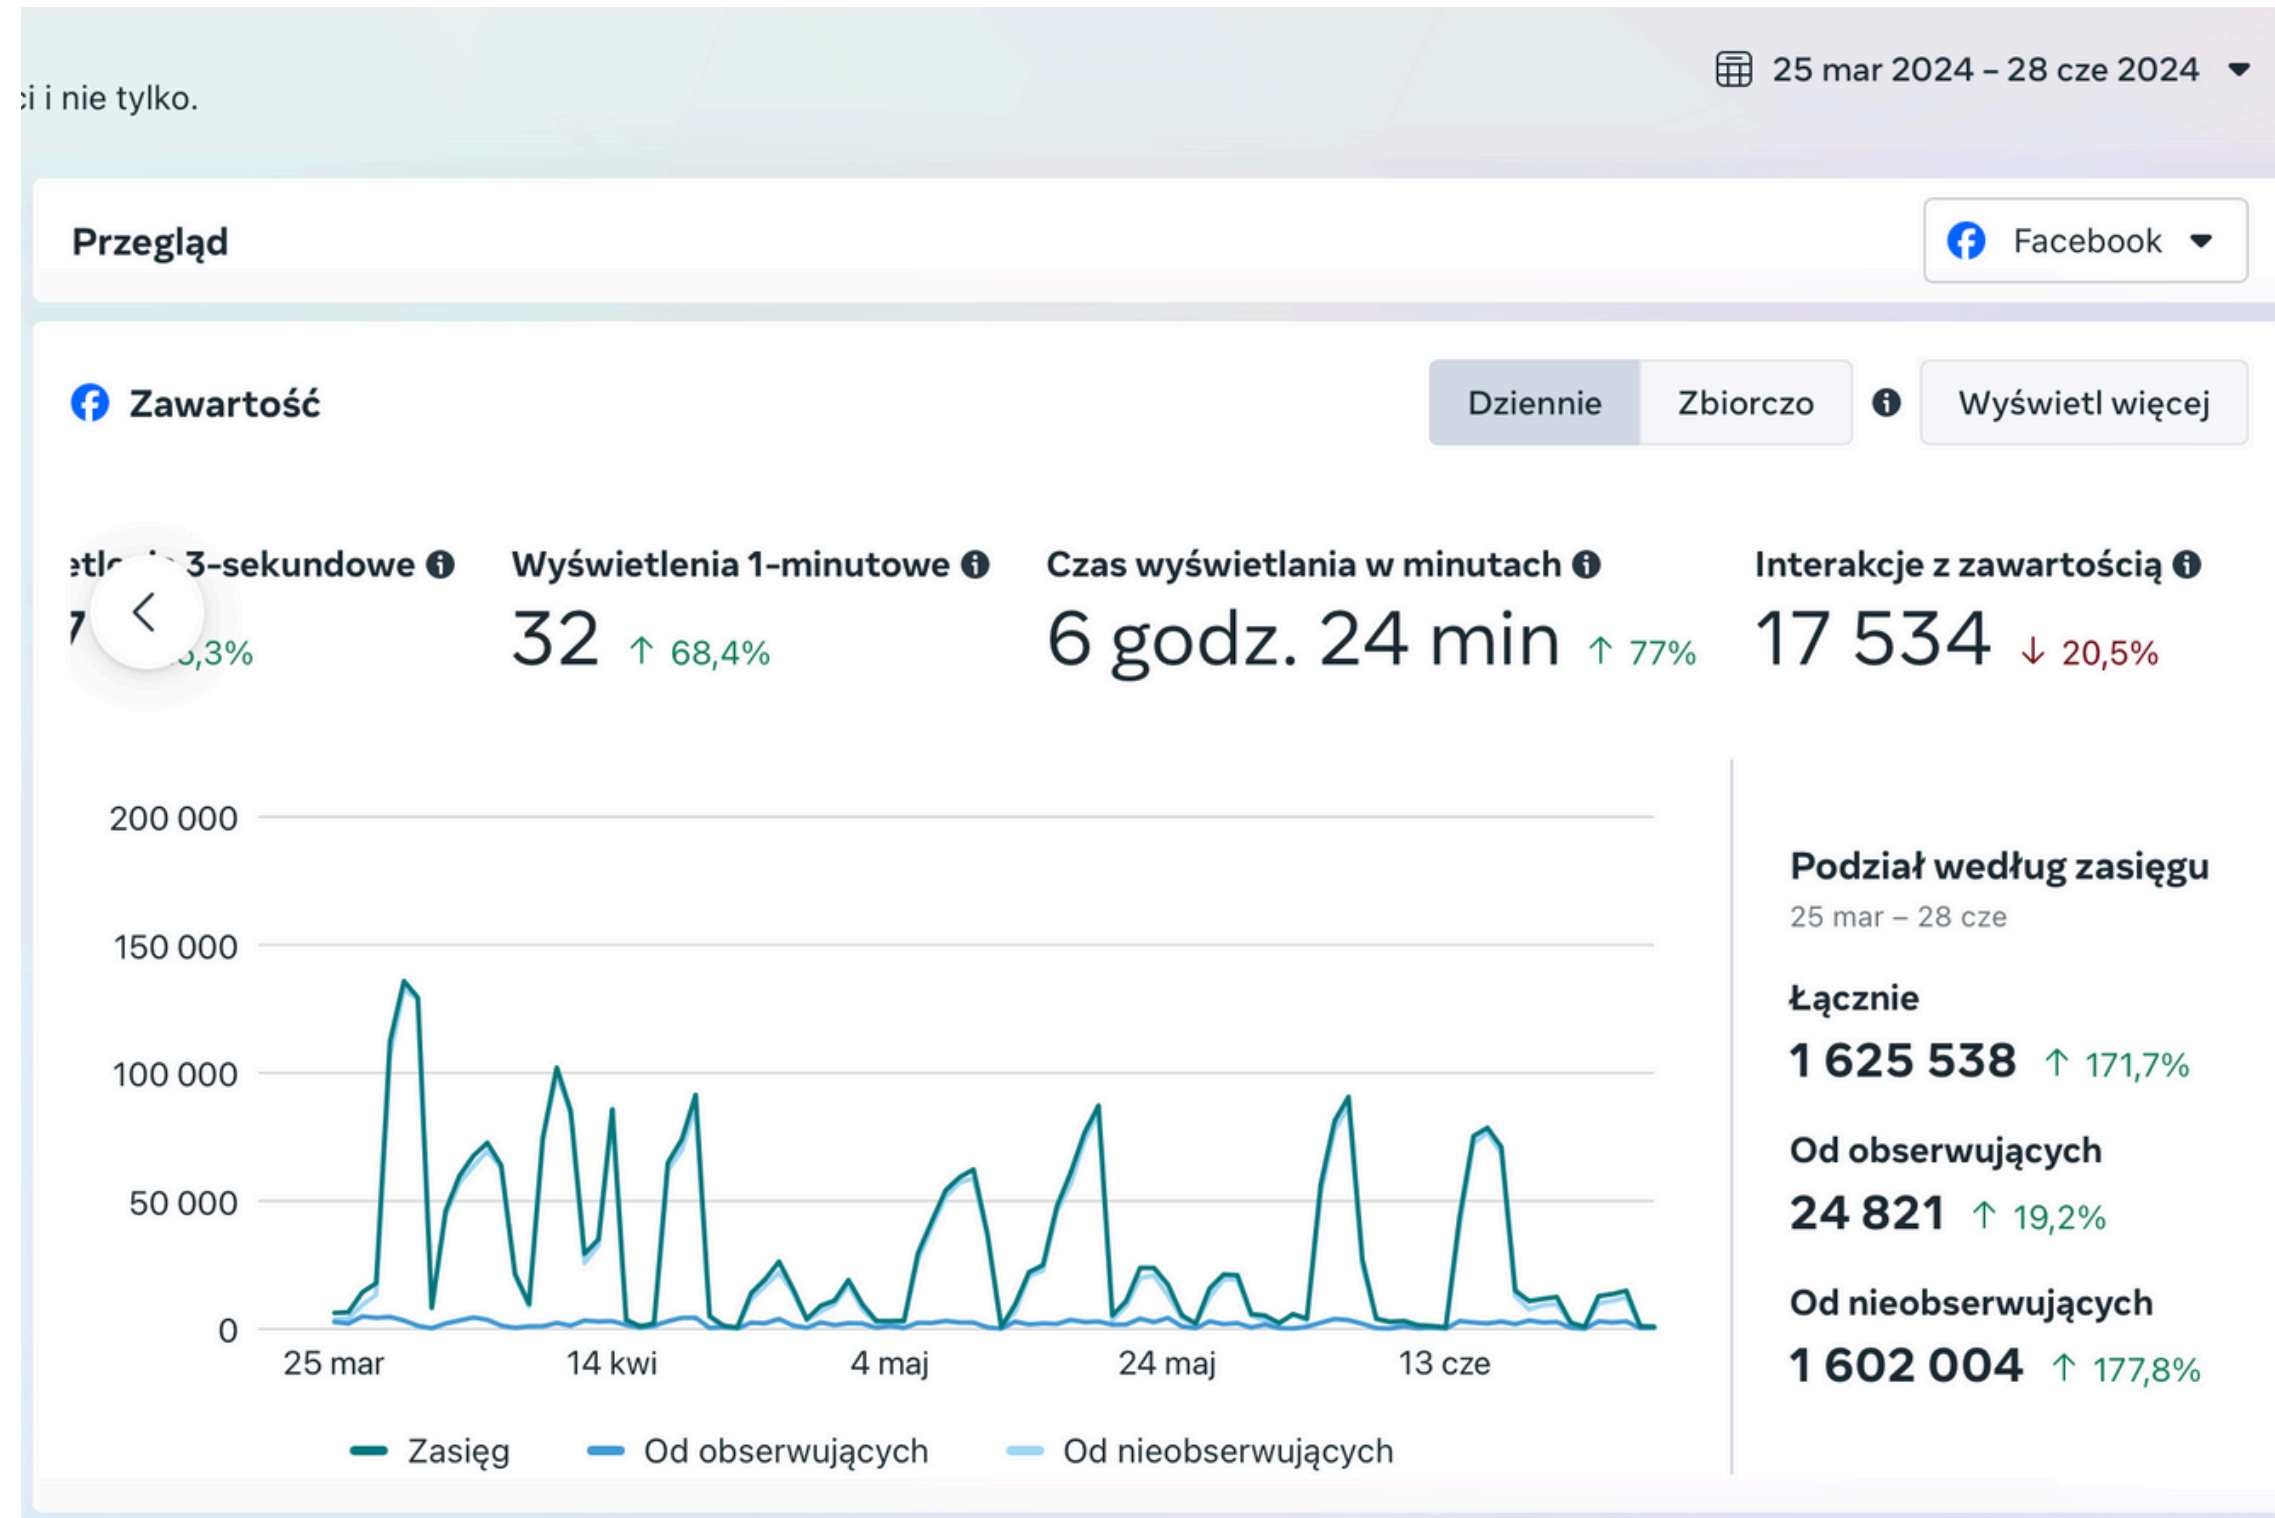 25 mar 2024 – 28 cze 2024
i i nie tylko.
Przegląd
Facebook
Zawartość
Dziennie
Zbiorczo
Wyświetl więcej
3-sekundowe
Wyświetlenia 1-minutowe
Czas wyświetlania w minutach
Interakcje z zawartością
,3%
32 ↑ 68,4%
6 godz. 24 min ↑ 77%
17 534 ↓ 20,5%
200 000
150 000
100 000
50 000
0
25 mar
14 kwi
4 maj
24 maj
13 cze
Zasięg
Od obserwujących
Od nieobserwujących
Podział według zasięgu
25 mar – 28 cze
Łącznie
1 625 538 ↑ 171,7%
Od obserwujących
24 821 ↑ 19,2%
Od nieobserwujących
1 602 004 ↑ 177,8%